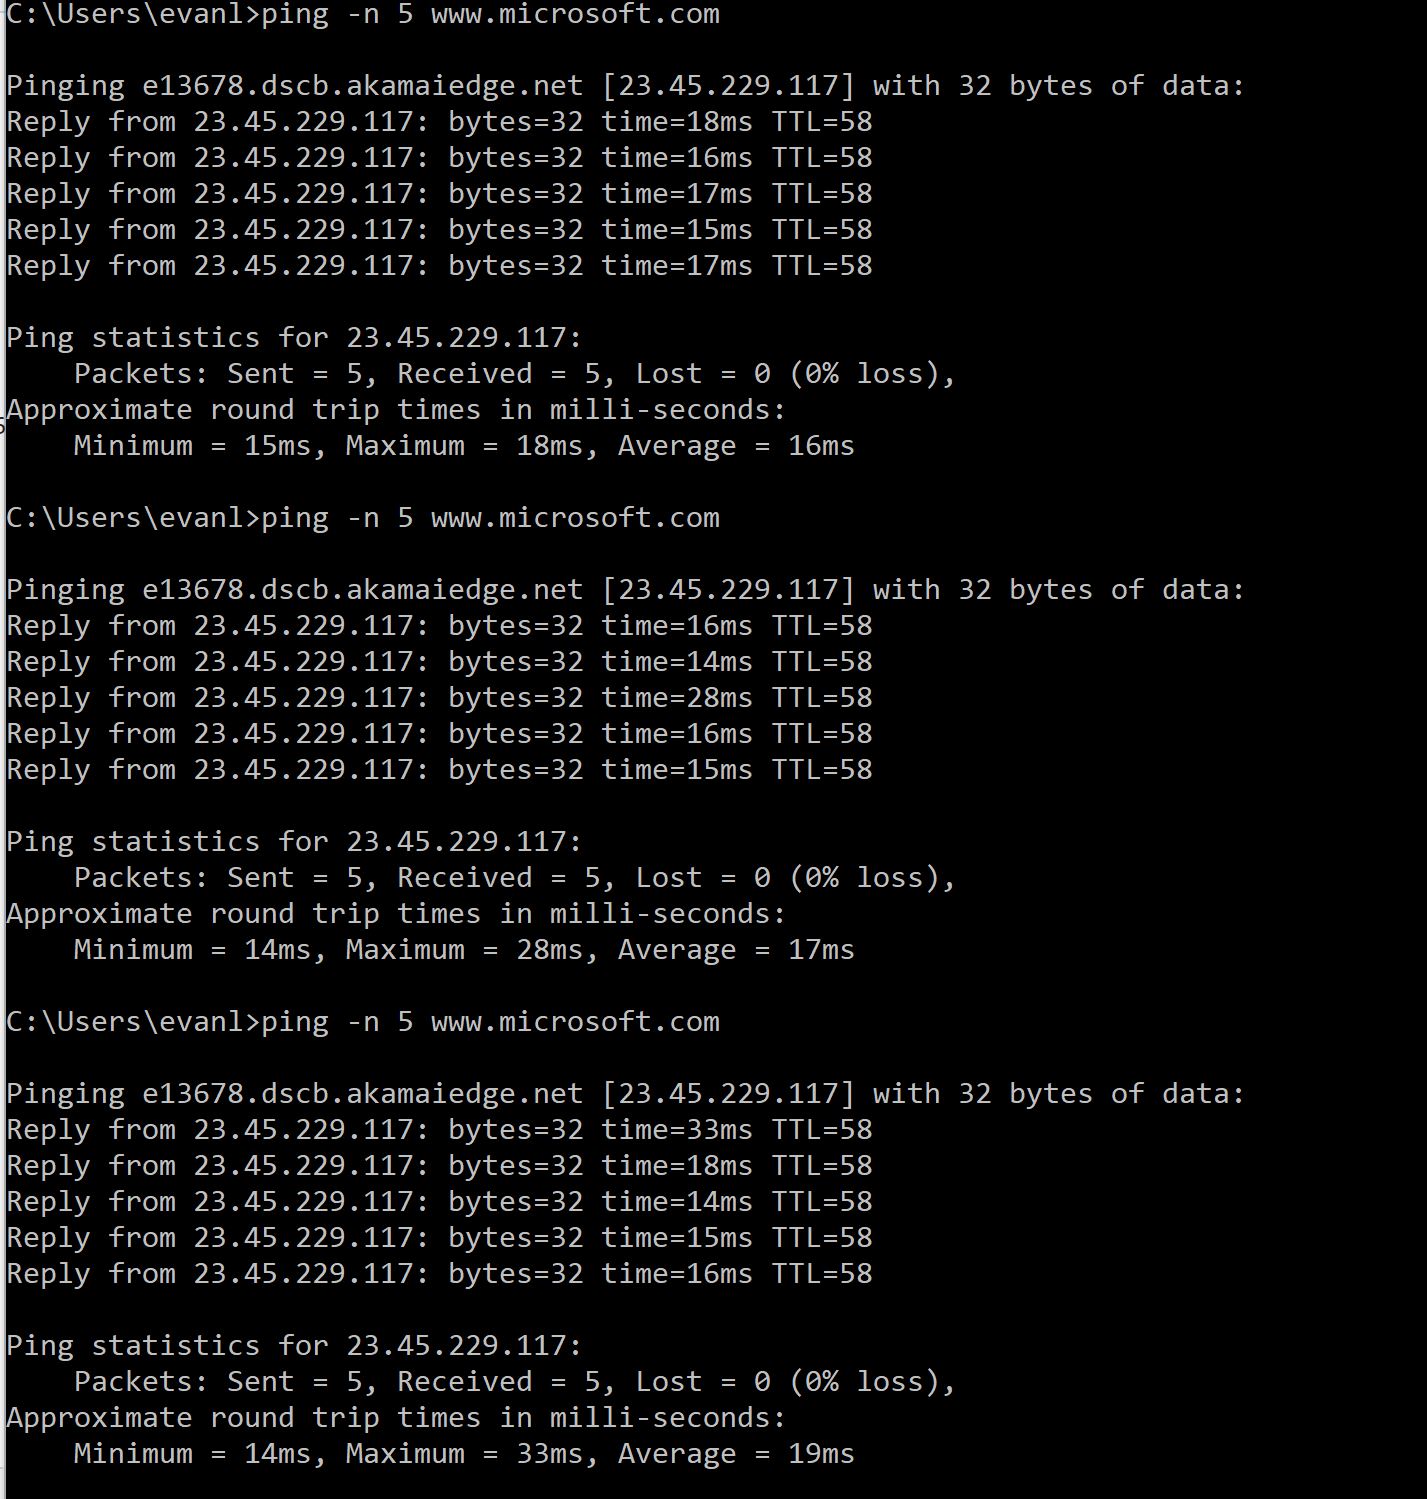 C:\Users\evanl>ping -n 5 www.microsoft.com
Pinging e13678.dscb.akamaiedge.net [23.45.229.117] with 32 bytes of data:
Reply from 23.45.229.117: bytes=32 time=18ms TTL=58
Reply from 23.45.229.117: bytes=32 time=16ms TTL=58
Reply from 23.45.229.117: bytes=32 time=17ms TTL=58
Reply from 23.45.229.117: bytes=32 time=15ms TTL=58
Reply from 23.45.229.117: bytes=32 time=17ms TTL=58
Ping statistics for 23.45.229.117:
    Packets: Sent = 5, Received = 5, Lost = 0 (0% loss),
Approximate round trip times in milli-seconds:
    Minimum = 15ms, Maximum = 18ms, Average = 16ms
C:\Users\evanl>ping -n 5 www.microsoft.com
Pinging e13678.dscb.akamaiedge.net [23.45.229.117] with 32 bytes of data:
Reply from 23.45.229.117: bytes=32 time=16ms TTL=58
Reply from 23.45.229.117: bytes=32 time=14ms TTL=58
Reply from 23.45.229.117: bytes=32 time=28ms TTL=58
Reply from 23.45.229.117: bytes=32 time=16ms TTL=58
Reply from 23.45.229.117: bytes=32 time=15ms TTL=58
Ping statistics for 23.45.229.117:
    Packets: Sent = 5, Received = 5, Lost = 0 (0% loss),
Approximate round trip times in milli-seconds:
    Minimum = 14ms, Maximum = 28ms, Average = 17ms
C:\Users\evanl>ping -n 5 www.microsoft.com
Pinging e13678.dscb.akamaiedge.net [23.45.229.117] with 32 bytes of data:
Reply from 23.45.229.117: bytes=32 time=33ms TTL=58
Reply from 23.45.229.117: bytes=32 time=18ms TTL=58
Reply from 23.45.229.117: bytes=32 time=14ms TTL=58
Reply from 23.45.229.117: bytes=32 time=15ms TTL=58
Reply from 23.45.229.117: bytes=32 time=16ms TTL=58
Ping statistics for 23.45.229.117:
    Packets: Sent = 5, Received = 5, Lost = 0 (0% loss),
Approximate round trip times in milli-seconds:
    Minimum = 14ms, Maximum = 33ms, Average = 19ms